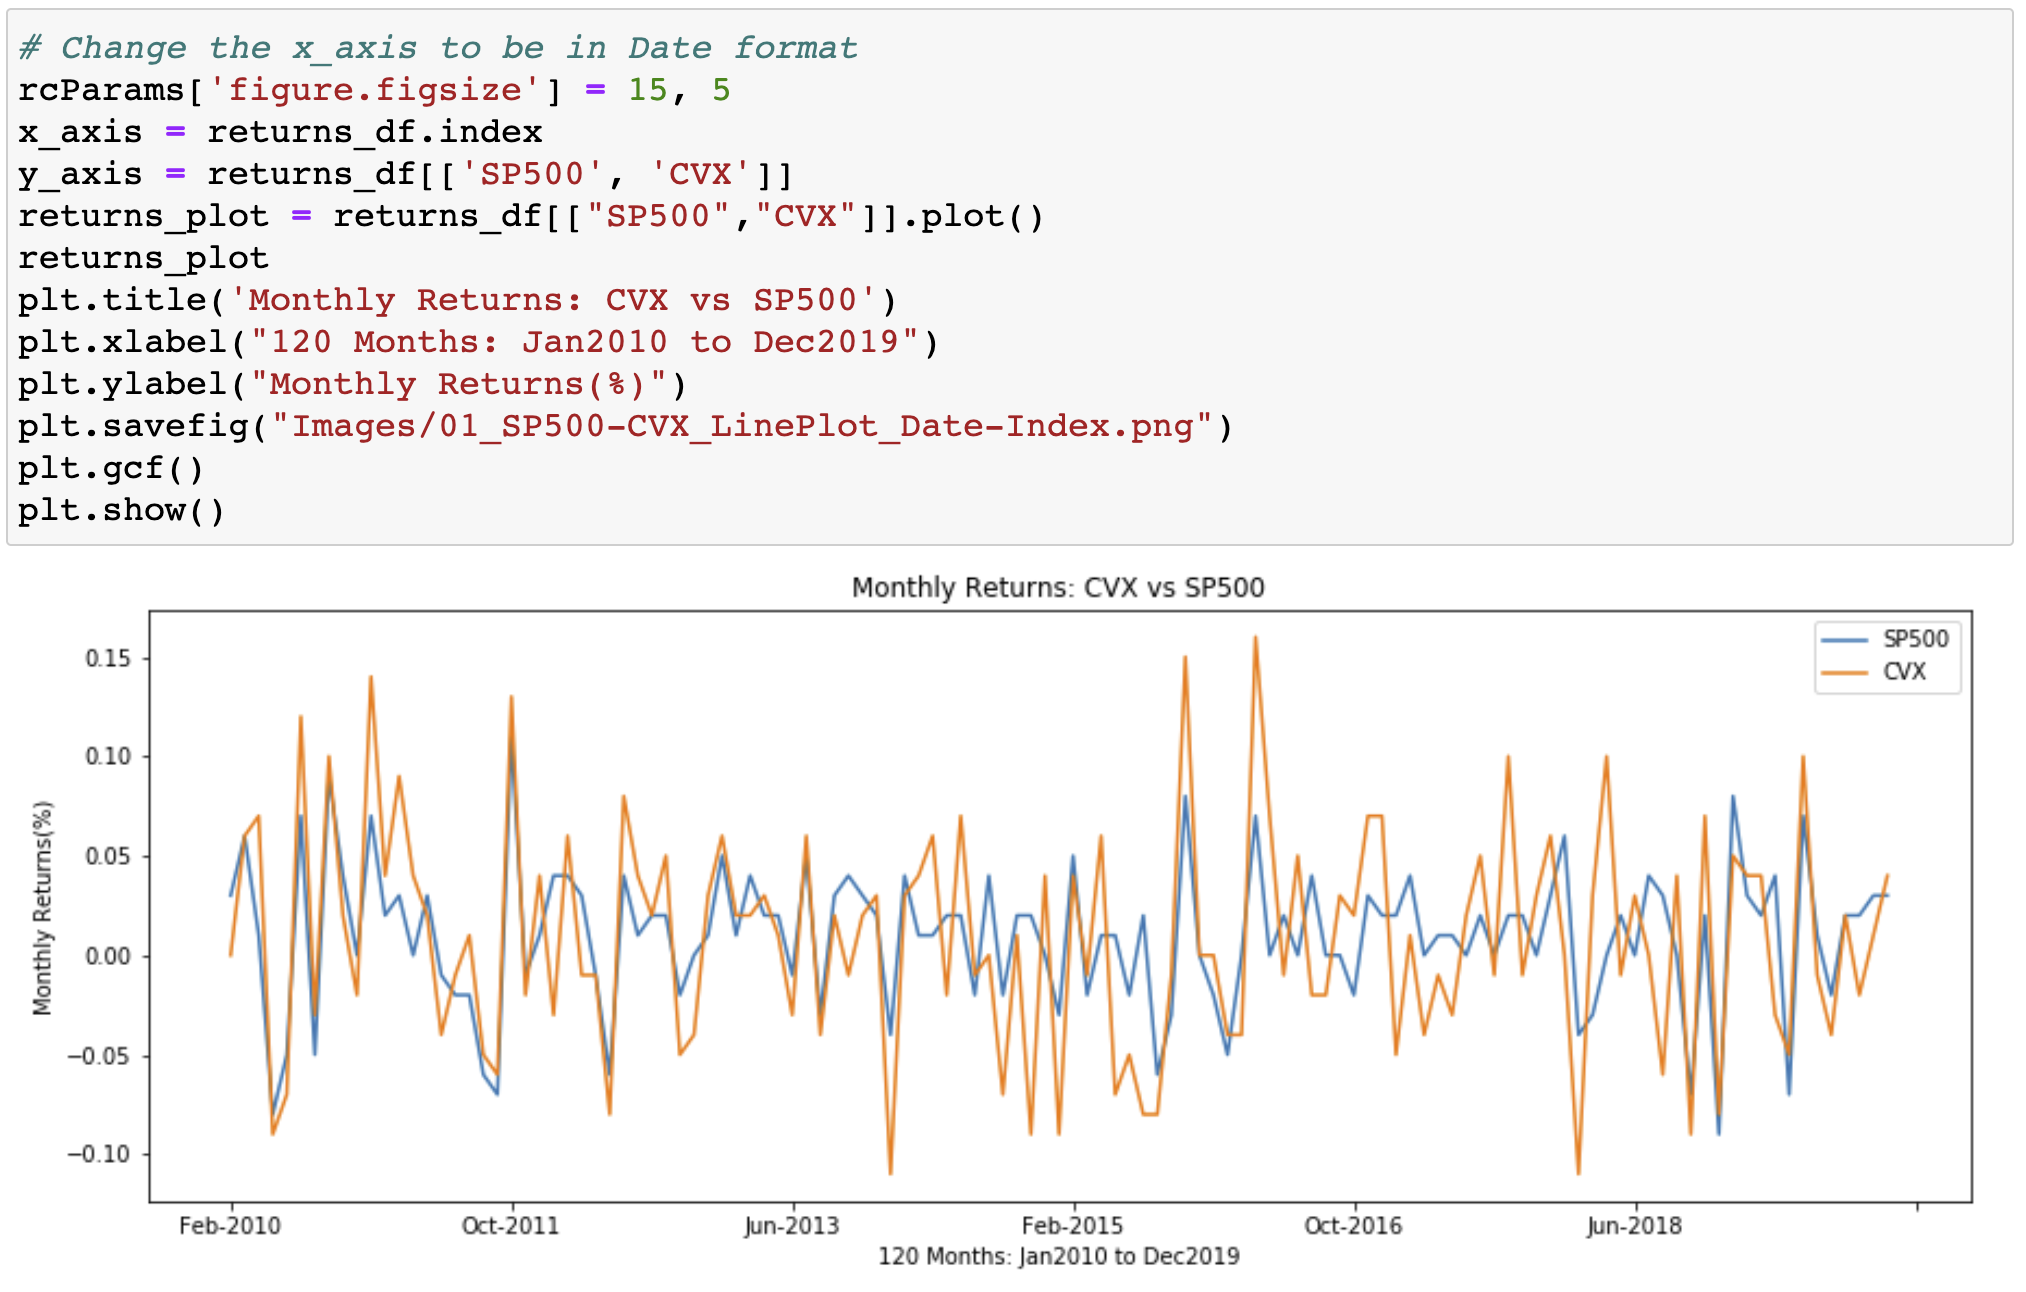 # Change the x_axis to be in Date format
rcParams['figure.figsize'] = 15, 5
x_axis = returns_df.index
y_axis = returns_df[['SP500', 'CVX']]
returns_plot = returns_df[["SP500","CVX"]].plot()
returns_plot
plt.title('Monthly Returns: CVX vs SP500')
plt.xlabel("120 Months: Jan2010 to Dec2019")
plt.ylabel("Monthly Returns(%)")
plt.savefig("Images/01_SP500-CVX_LinePlot_Date-Index.png")
plt.gcf()
plt.show()
Monthly Returns: CVX vs SP500
SP500
CVX
0.15
0.10
0.05
0.00
−0.05
−0.10
Monthly Returns(%)
Feb-2010 Oct-2011 Jun-2013 Feb-2015 Oct-2016 Jun-2018
120 Months: Jan2010 to Dec2019